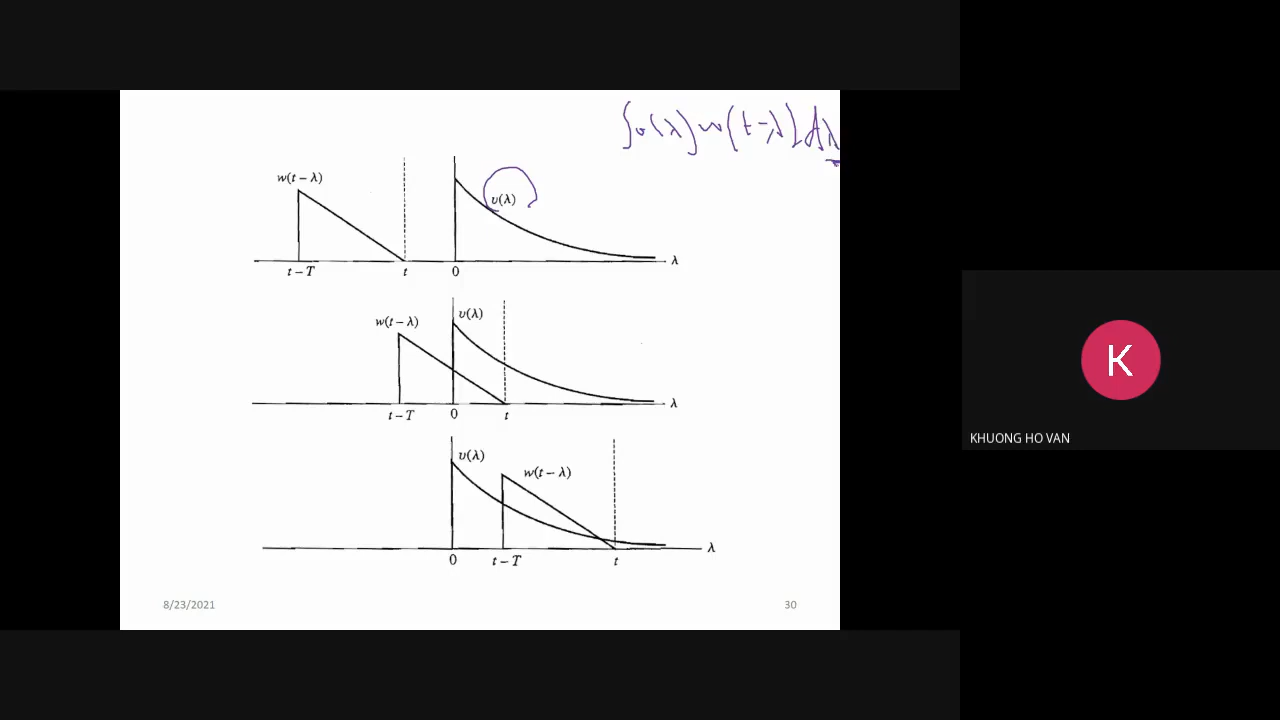 ∫v(λ)w(t-λ)dλ
w(t − λ)
υ(λ)
t − T t 0 λ
w(t − λ) υ(λ)
t − T 0 t λ
υ(λ) w(t − λ)
0 t − T t λ
8/23/2021 30
K
KHUONG HO VAN